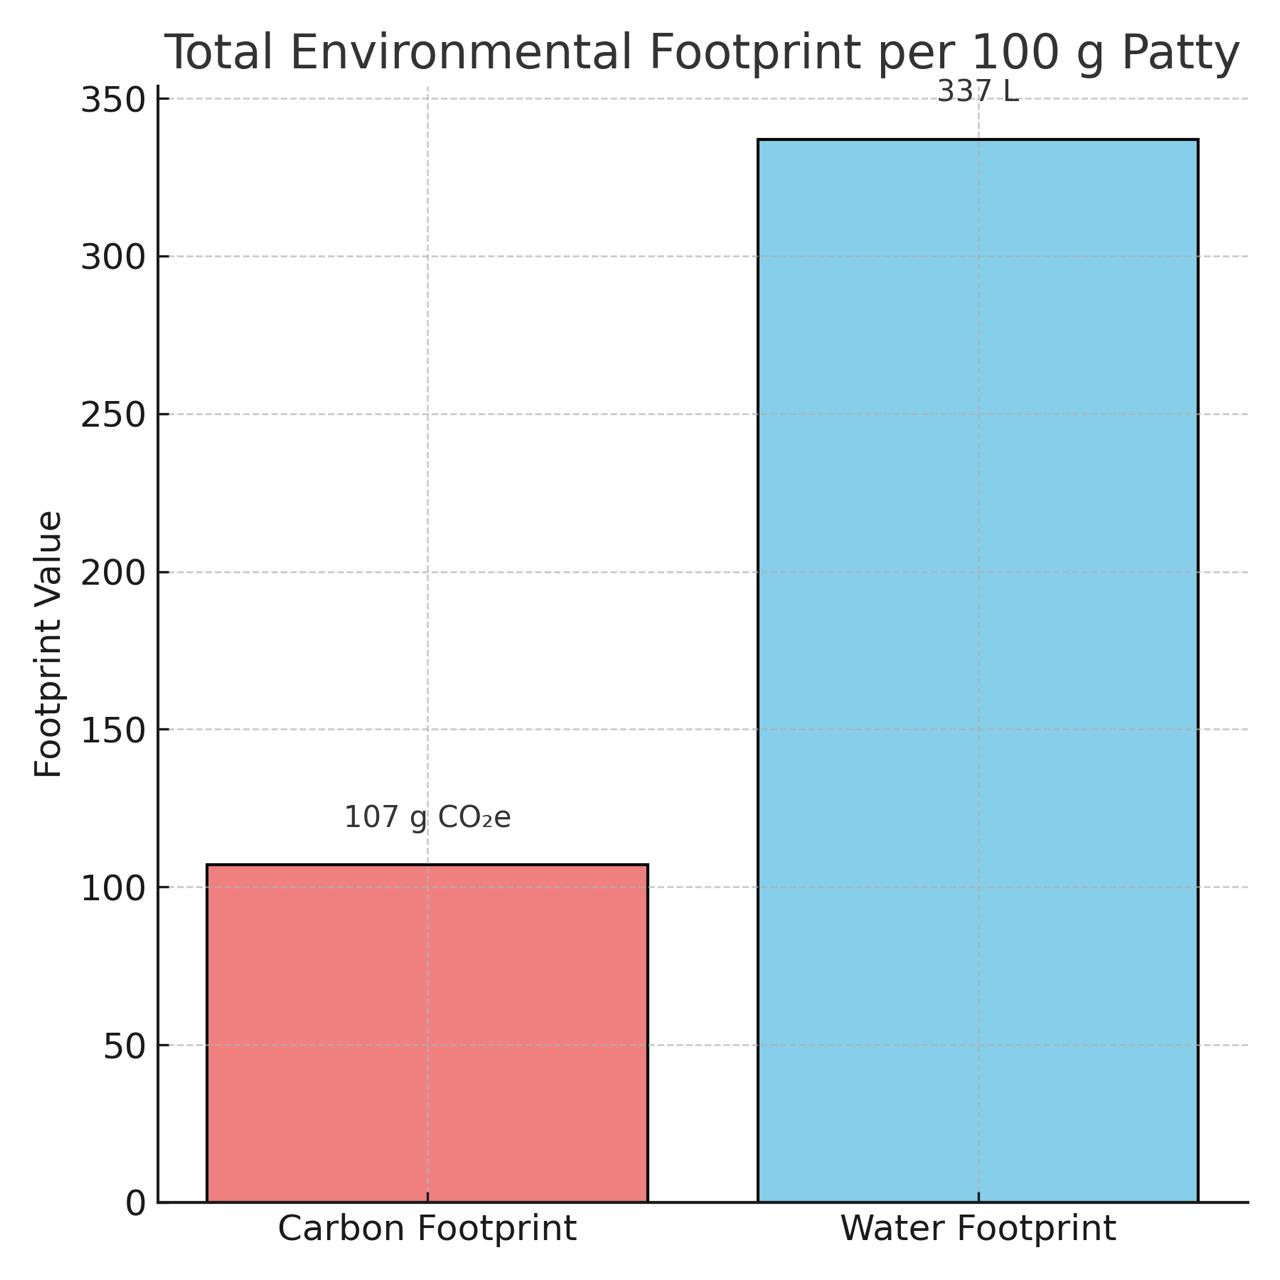 Total Environmental Footprint per 100 g Patty
337 L
350
300
250
200
150
100
50
0
Footprint Value
107 g CO₂e
Carbon Footprint
Water Footprint